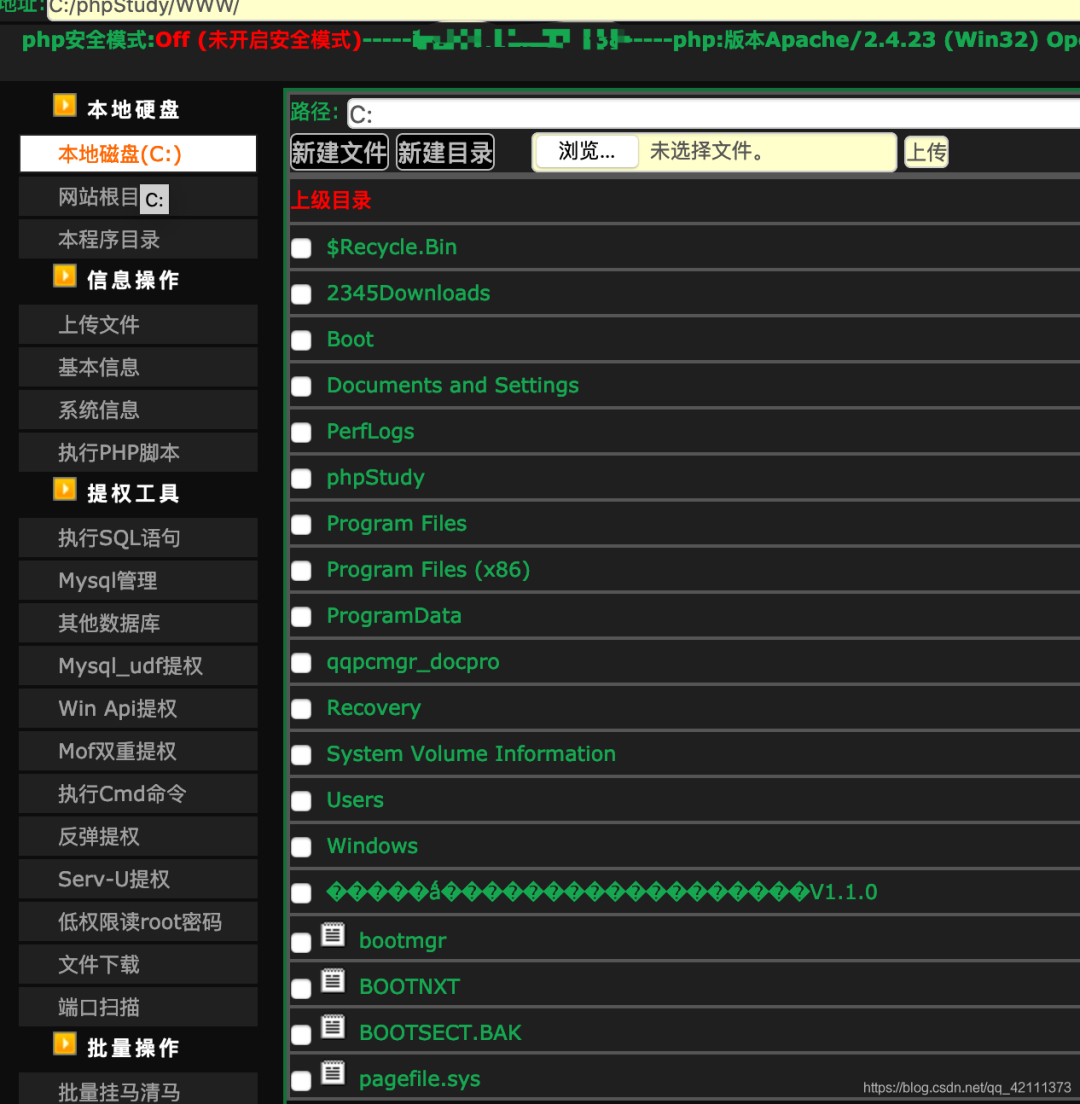 地址: C:/phpStudy/WWW/
php安全模式:Off (未开启安全模式)-----
-----php:版本Apache/2.4.23 (Win32) Ope
本地硬盘
本地磁盘(C:)
网站根目
C:
本程序目录
信息操作
上传文件
基本信息
系统信息
执行PHP脚本
提权工具
执行SQL语句
Mysql管理
其他数据库
Mysql_udf提权
Win Api提权
Mof双重提权
执行Cmd命令
反弹提权
Serv-U提权
低权限读root密码
文件下载
端口扫描
批量操作
批量挂马清马
路径: C:
新建文件 新建目录 浏览... 未选择文件。 上传
上级目录
$Recycle.Bin
2345Downloads
Boot
Documents and Settings
PerfLogs
phpStudy
Program Files
Program Files (x86)
ProgramData
qqpcmgr_docpro
Recovery
System Volume Information
Users
Windows
�����ǻ������������������V1.1.0
bootmgr
BOOTNXT
BOOTSECT.BAK
pagefile.sys
https://blog.csdn.net/qq_42111373